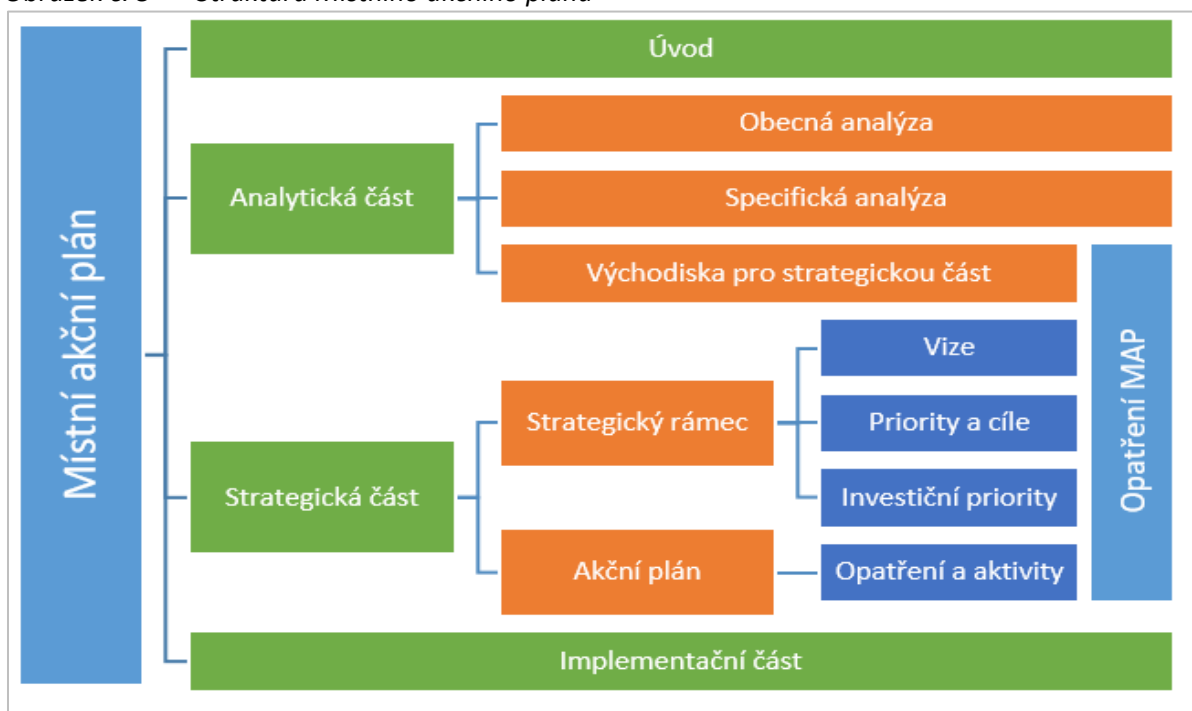 Místní akční plán
Úvod
Analytická část
Obecná analýza
Specifická analýza
Východiska pro strategickou část
Strategická část
Strategický rámec
Vize
Priority a cíle
Investiční priority
Akční plán
Opatření a aktivity
Opatření MAP
Implementační část